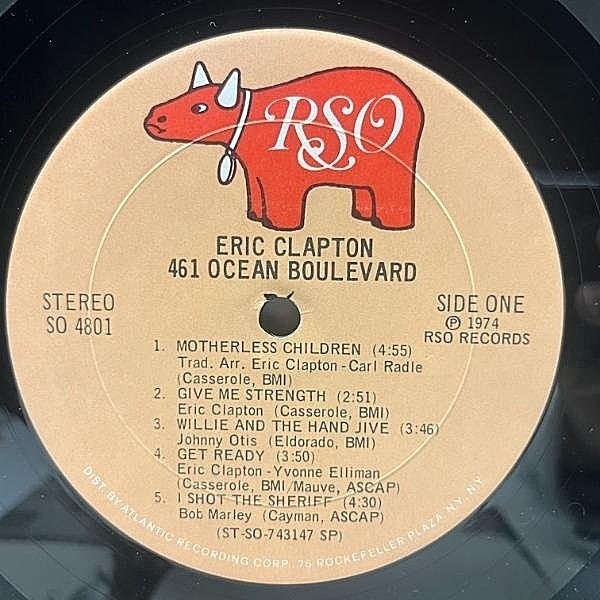 RSO
ERIC CLAPTON
461 OCEAN BOULEVARD
STEREO
SO 4801
SIDE ONE
Ⓟ 1974
RSO RECORDS
1. MOTHERLESS CHILDREN (4:55)
Trad. Arr. Eric Clapton-Carl Radle
(Casserole, BMI)
2. GIVE ME STRENGTH (2:51)
Eric Clapton (Casserole, BMI)
3. WILLIE AND THE HAND JIVE (3:46)
Johnny Otis (Eldorado, BMI)
4. GET READY (3:50)
Eric Clapton-Yvonne Elliman
(Casserole, BMI/Mauve, ASCAP)
5. I SHOT THE SHERIFF (4:30)
Bob Marley (Cayman, ASCAP)
(ST-SO-743147 SP)
DIST. BY ATLANTIC RECORDING CORP., 75 ROCKEFELLER PLAZA N.Y. N.Y.